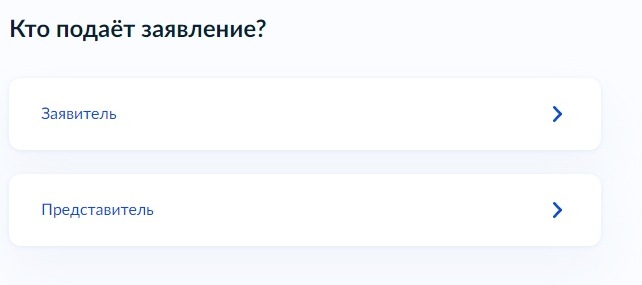 Кто подаёт заявление?
Заявитель
Представитель